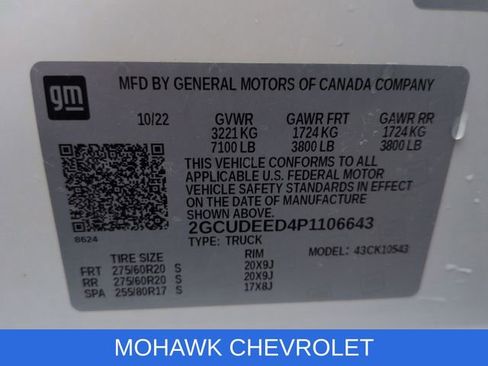 gm
MFD BY GENERAL MOTORS OF CANADA COMPANY
10/22 GVWR GAWR FRT GAWR RR
3221 KG 1724 KG 1724 KG
7100 LB 3800 LB 3800 LB
THIS VEHICLE CONFORMS TO ALL
APPLICABLE U.S. FEDERAL MOTOR
VEHICLE SAFETY STANDARDS IN EFFECT
ON THE DATE OF MANUFACTURE SHOWN ABOVE.
2GCUDEED4P1106643
8624 TYPE: TRUCK MODEL: 43CK10543
TIRE SIZE RIM
FRT 275/60R20 S 20X9J
RR 275/60R20 S 20X9J
SPA 255/80R17 S 17X8J
MOHAWK CHEVROLET